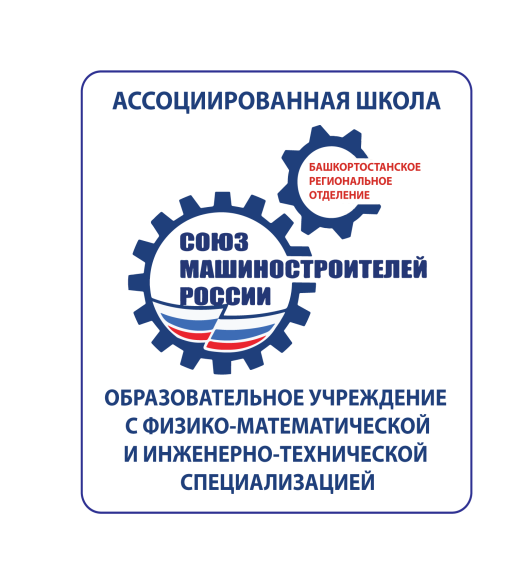 АССОЦИИРОВАННАЯ ШКОЛА
БАШКОРТОСТАНСКОЕ
РЕГИОНАЛЬНОЕ
ОТДЕЛЕНИЕ
СОЮЗ
МАШИНОСТРОИТЕЛЕЙ
РОССИИ
ОБРАЗОВАТЕЛЬНОЕ УЧРЕЖДЕНИЕ
С ФИЗИКО-МАТЕМАТИЧЕСКОЙ
И ИНЖЕНЕРНО-ТЕХНИЧЕСКОЙ
СПЕЦИАЛИЗАЦИЕЙ